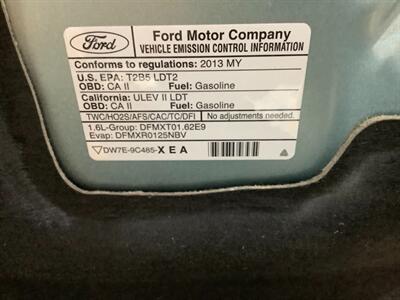 Ford
Ford Motor Company
VEHICLE EMISSION CONTROL INFORMATION
Conforms to regulations: 2013 MY
U.S. EPA: T2B5 LDT2
OBD: CA II Fuel: Gasoline
California: ULEV II LDT
OBD: CA II Fuel: Gasoline
TWC/HO2S/AFS/CAC/TC/DFI No adjustments needed.
1.6L-Group: DFMXT01.62E9
Evap: DFMXR0125NBV
DW7E-9C485-XEA